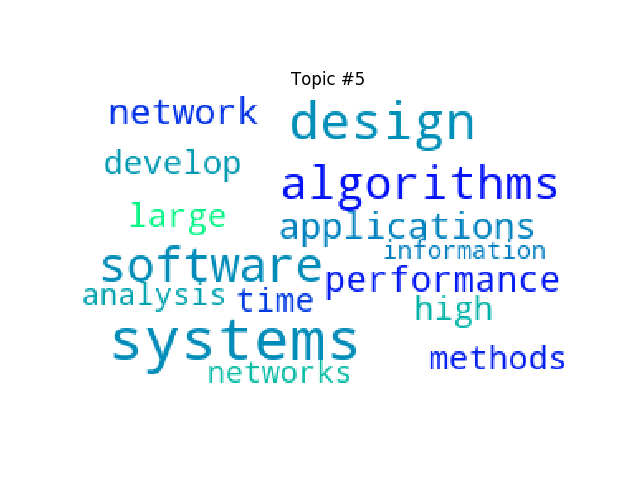 Topic #5
network
design
develop
algorithms
large
applications
information
software
performance
analysis
time
high
systems
methods
networks